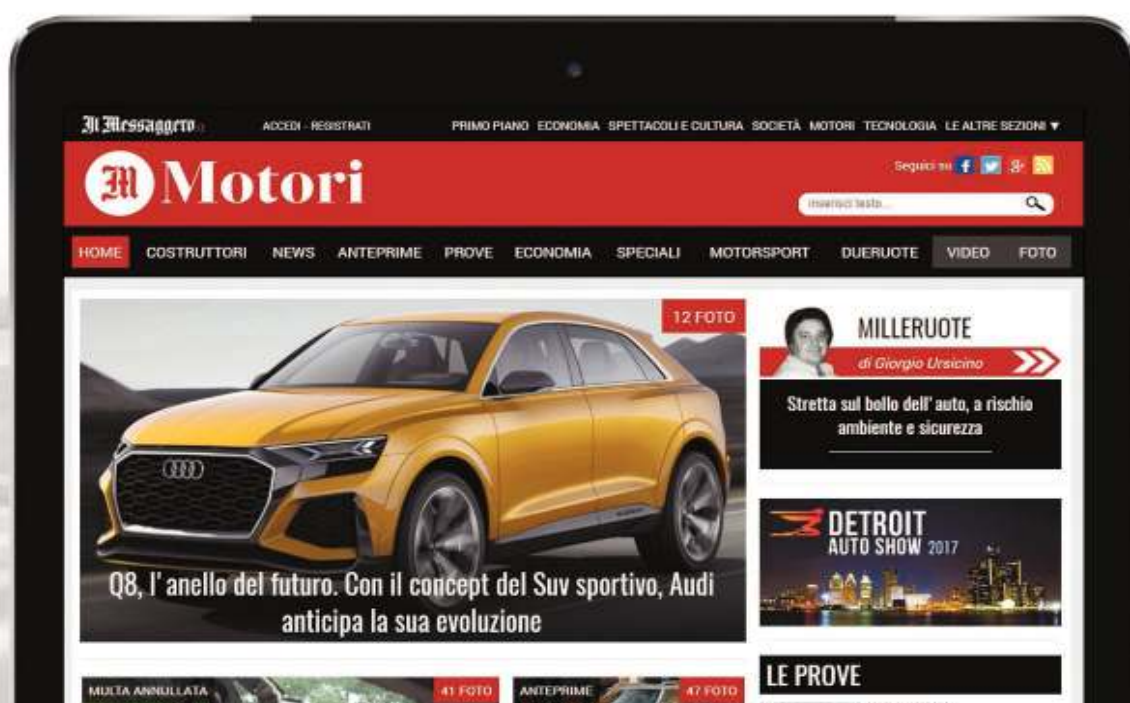 Il Messaggero
ACCEDI - REGISTRATI
PRIMO PIANO ECONOMIA SPETTACOLI E CULTURA SOCIETÀ MOTORI TECNOLOGIA LE ALTRE SEZIONI ▼
M Motori
Seguici su f g+
inserisci testo...
HOME COSTRUTTORI NEWS ANTEPRIME PROVE ECONOMIA SPECIALI MOTORSPORT DUERUOTE VIDEO FOTO
12 FOTO
Q8, l'anello del futuro. Con il concept del Suv sportivo, Audi
anticipa la sua evoluzione
MILLERUOTE
di Giorgio Ursicino
Stretta sul bollo dell'auto, a rischio
ambiente e sicurezza
DETROIT
AUTO SHOW 2017
LE PROVE
MULTA ANNULLATA
41 FOTO
ANTEPRIME
47 FOTO